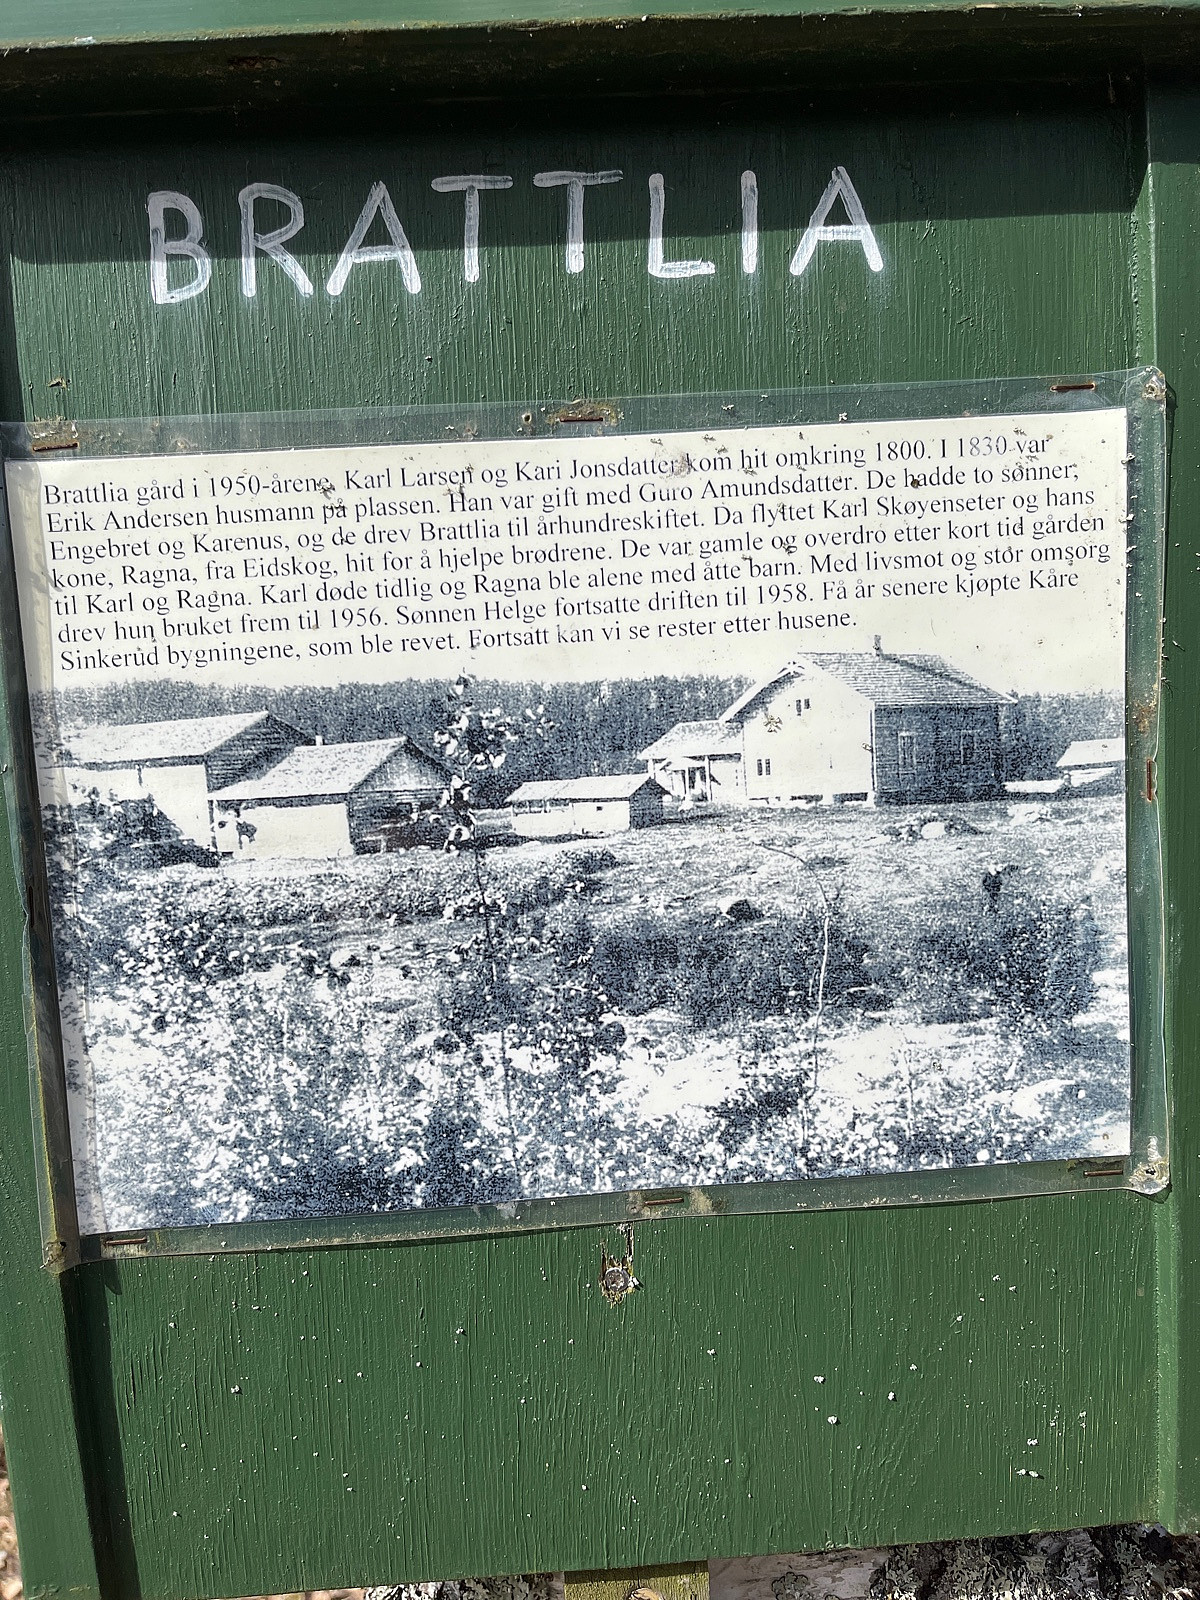 BRATTLIA
Brattlia gård i 1950-årene. Karl Larsen og Kari Jonsdatter kom hit omkring 1800. I 1830 var
Erik Andersen husmann på plassen. Han var gift med Guro Amundsdatter. De hadde to sønner;
Engebret og Karenus, og de drev Brattlia til århundreskiftet. Da flyttet Karl Skøyenseter og hans
kone, Ragna, fra Eidskog, hit for å hjelpe brødrene. De var gamle og overdro etter kort tid gården
til Karl og Ragna. Karl døde tidlig og Ragna ble alene med åtte barn. Med livsmot og stor omsorg
drev hun bruket frem til 1956. Sønnen Helge fortsatte driften til 1958. Få år senere kjøpte Kåre
Sinkerud bygningene, som ble revet. Fortsatt kan vi se rester etter husene.